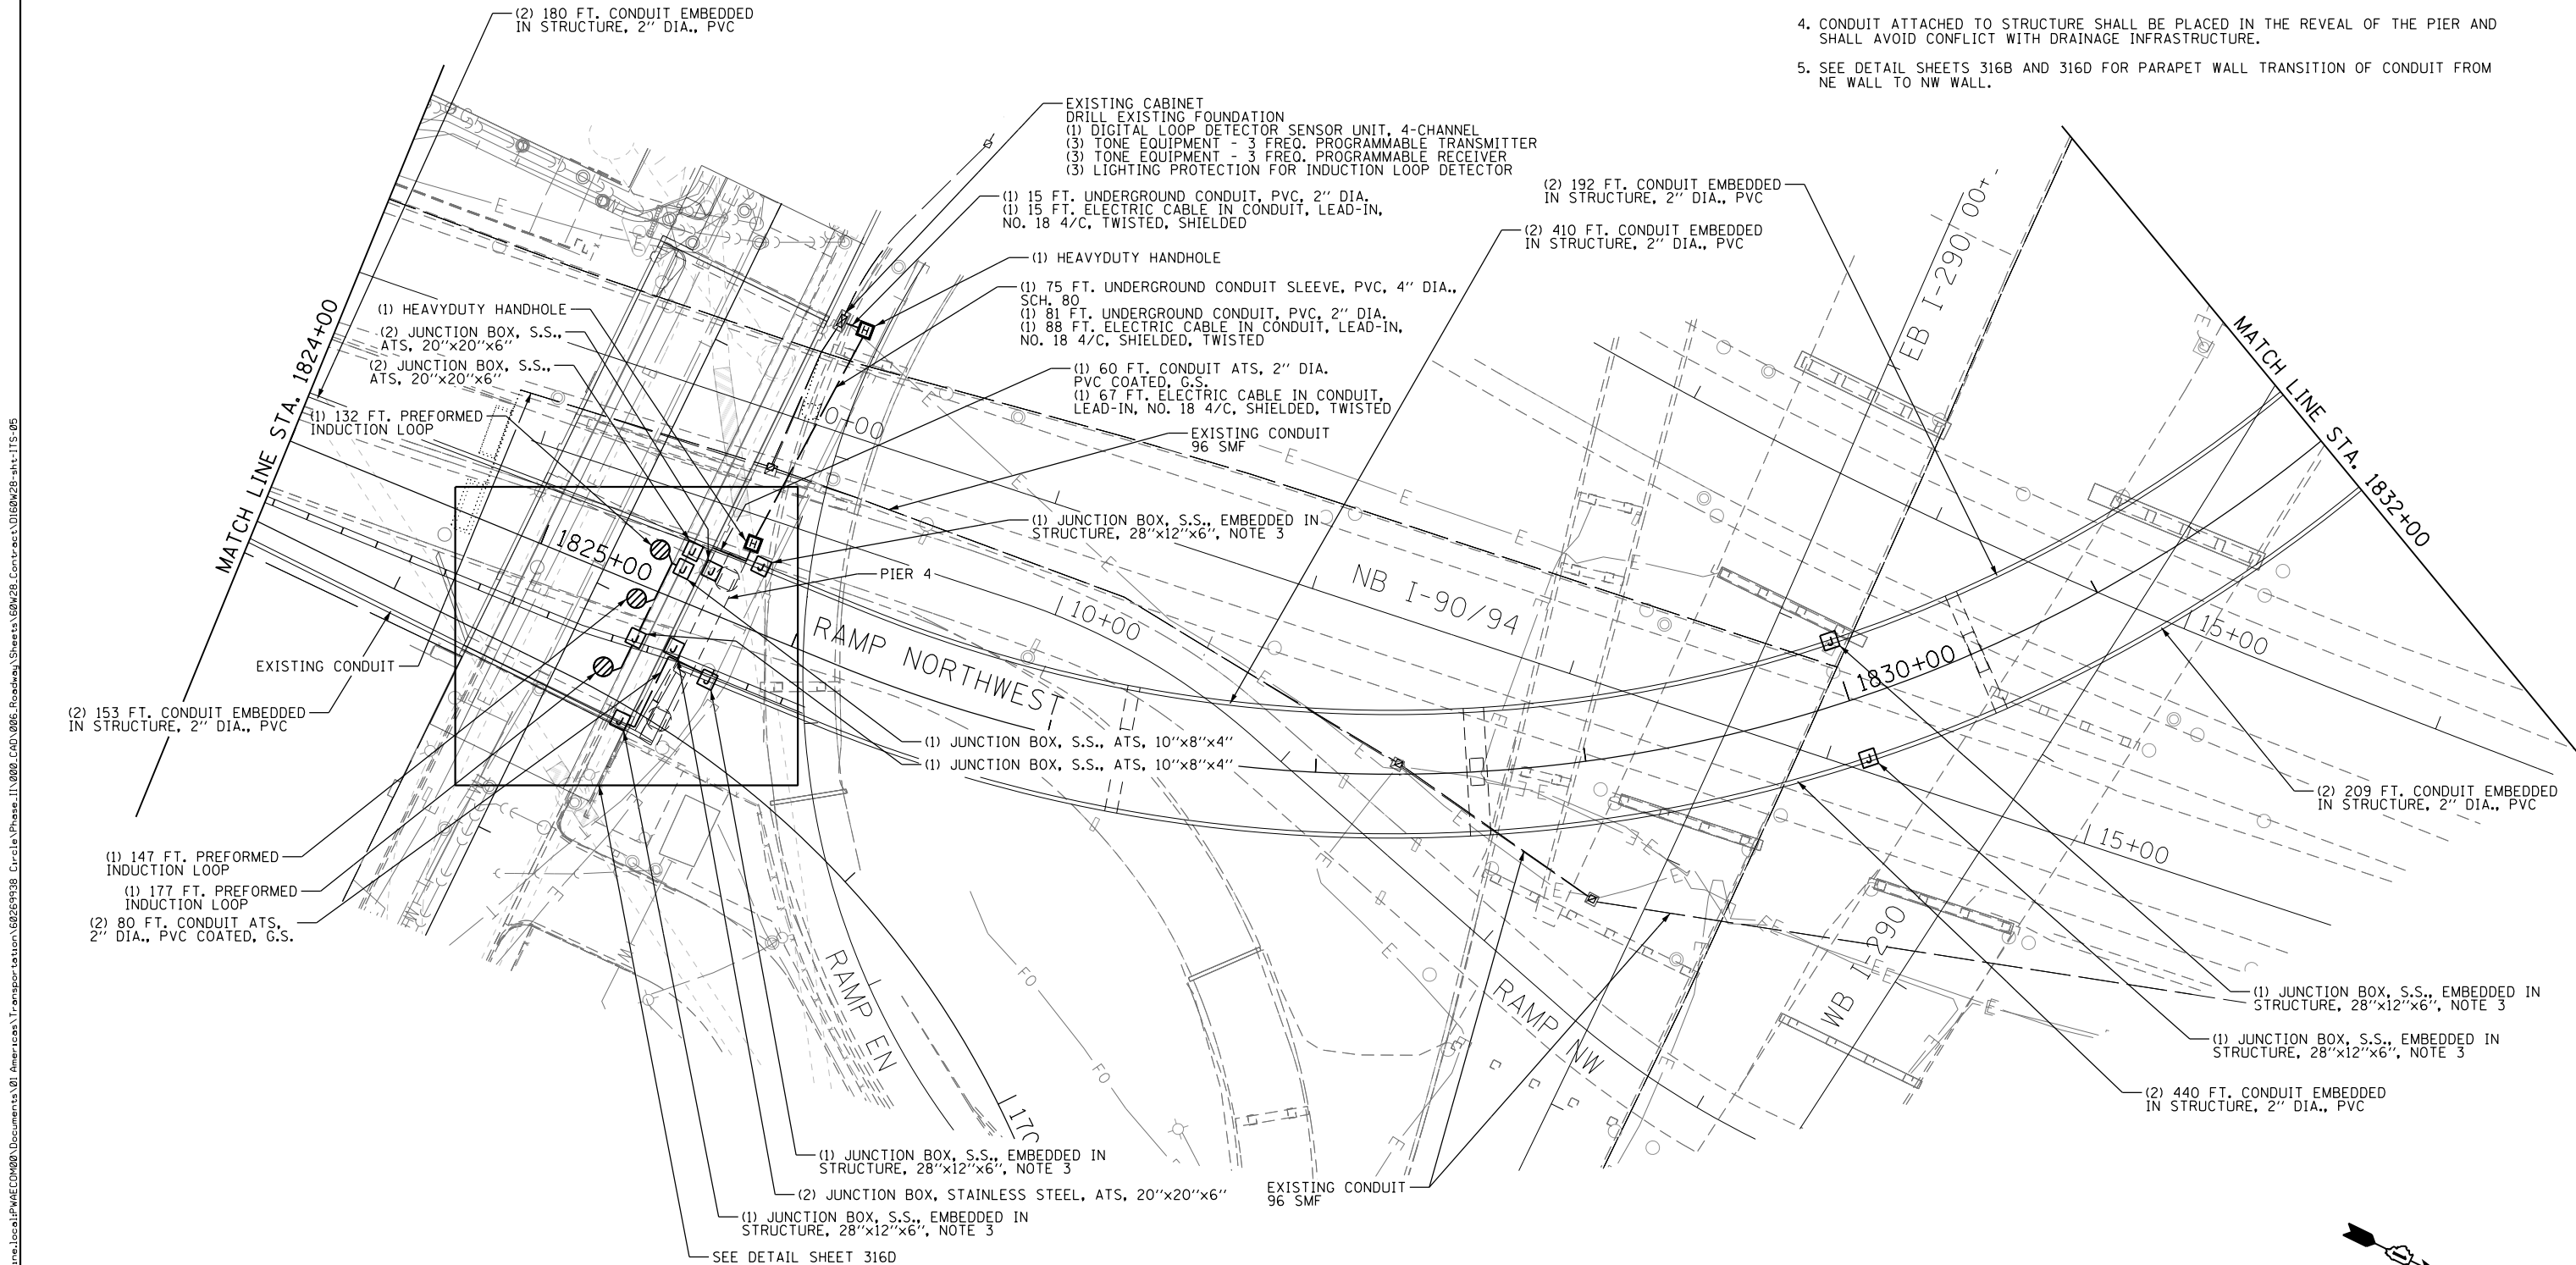 (2) 180 FT. CONDUIT EMBEDDED
IN STRUCTURE, 2" DIA., PVC
4. CONDUIT ATTACHED TO STRUCTURE SHALL BE PLACED IN THE REVEAL OF THE PIER AND
SHALL AVOID CONFLICT WITH DRAINAGE INFRASTRUCTURE.
5. SEE DETAIL SHEETS 316B AND 316D FOR PARAPET WALL TRANSITION OF CONDUIT FROM
NE WALL TO NW WALL.
EXISTING CABINET
DRILL EXISTING FOUNDATION
(1) DIGITAL LOOP DETECTOR SENSOR UNIT, 4-CHANNEL
(3) TONE EQUIPMENT - 3 FREQ. PROGRAMMABLE TRANSMITTER
(3) TONE EQUIPMENT - 3 FREQ. PROGRAMMABLE RECEIVER
(3) LIGHTING PROTECTION FOR INDUCTION LOOP DETECTOR
(1) 15 FT. UNDERGROUND CONDUIT, PVC, 2" DIA.
(1) 15 FT. ELECTRIC CABLE IN CONDUIT, LEAD-IN,
NO. 18 4/C, TWISTED, SHIELDED
(2) 192 FT. CONDUIT EMBEDDED
IN STRUCTURE, 2" DIA., PVC
(2) 410 FT. CONDUIT EMBEDDED
IN STRUCTURE, 2" DIA., PVC
(1) HEAVYDUTY HANDHOLE
(1) 75 FT. UNDERGROUND CONDUIT SLEEVE, PVC, 4" DIA.,
SCH. 80
(1) 81 FT. UNDERGROUND CONDUIT, PVC, 2" DIA.
(1) 88 FT. ELECTRIC CABLE IN CONDUIT, LEAD-IN,
NO. 18 4/C, SHIELDED, TWISTED
(1) HEAVYDUTY HANDHOLE
(2) JUNCTION BOX, S.S.,
ATS, 20"x20"x6"
(2) JUNCTION BOX, S.S.,
ATS, 20"x20"x6"
(1) 60 FT. CONDUIT ATS, 2" DIA.
PVC COATED, G.S.
(1) 67 FT. ELECTRIC CABLE IN CONDUIT,
LEAD-IN, NO. 18 4/C, SHIELDED, TWISTED
(1) 132 FT. PREFORMED
INDUCTION LOOP
EXISTING CONDUIT
96 SMF
(1) JUNCTION BOX, S.S., EMBEDDED IN
STRUCTURE, 28"x12"x6", NOTE 3
PIER 4
MATCH LINE STA. 1824+00
MATCH LINE STA. 1832+00
EB I-290
00+
10+00
1825+00
10+00
NB I-90/94
RAMP NORTHWEST
1830+00
15+00
15+00
EXISTING CONDUIT
(2) 153 FT. CONDUIT EMBEDDED
IN STRUCTURE, 2" DIA., PVC
(1) JUNCTION BOX, S.S., ATS, 10"x8"x4"
(1) JUNCTION BOX, S.S., ATS, 10"x8"x4"
(2) 209 FT. CONDUIT EMBEDDED
IN STRUCTURE, 2" DIA., PVC
(1) 147 FT. PREFORMED
INDUCTION LOOP
(1) 177 FT. PREFORMED
INDUCTION LOOP
(2) 80 FT. CONDUIT ATS,
2" DIA., PVC COATED, G.S.
RAMP EN
170
FO
FO
RAMP NW
WB I-290
(1) JUNCTION BOX, S.S., EMBEDDED IN
STRUCTURE, 28"x12"x6", NOTE 3
(1) JUNCTION BOX, S.S., EMBEDDED IN
STRUCTURE, 28"x12"x6", NOTE 3
(2) 440 FT. CONDUIT EMBEDDED
IN STRUCTURE, 2" DIA., PVC
(1) JUNCTION BOX, S.S., EMBEDDED IN
STRUCTURE, 28"x12"x6", NOTE 3
(2) JUNCTION BOX, STAINLESS STEEL, ATS, 20"x20"x6"
(1) JUNCTION BOX, S.S., EMBEDDED IN
STRUCTURE, 28"x12"x6", NOTE 3
SEE DETAIL SHEET 316D
EXISTING CONDUIT
96 SMF